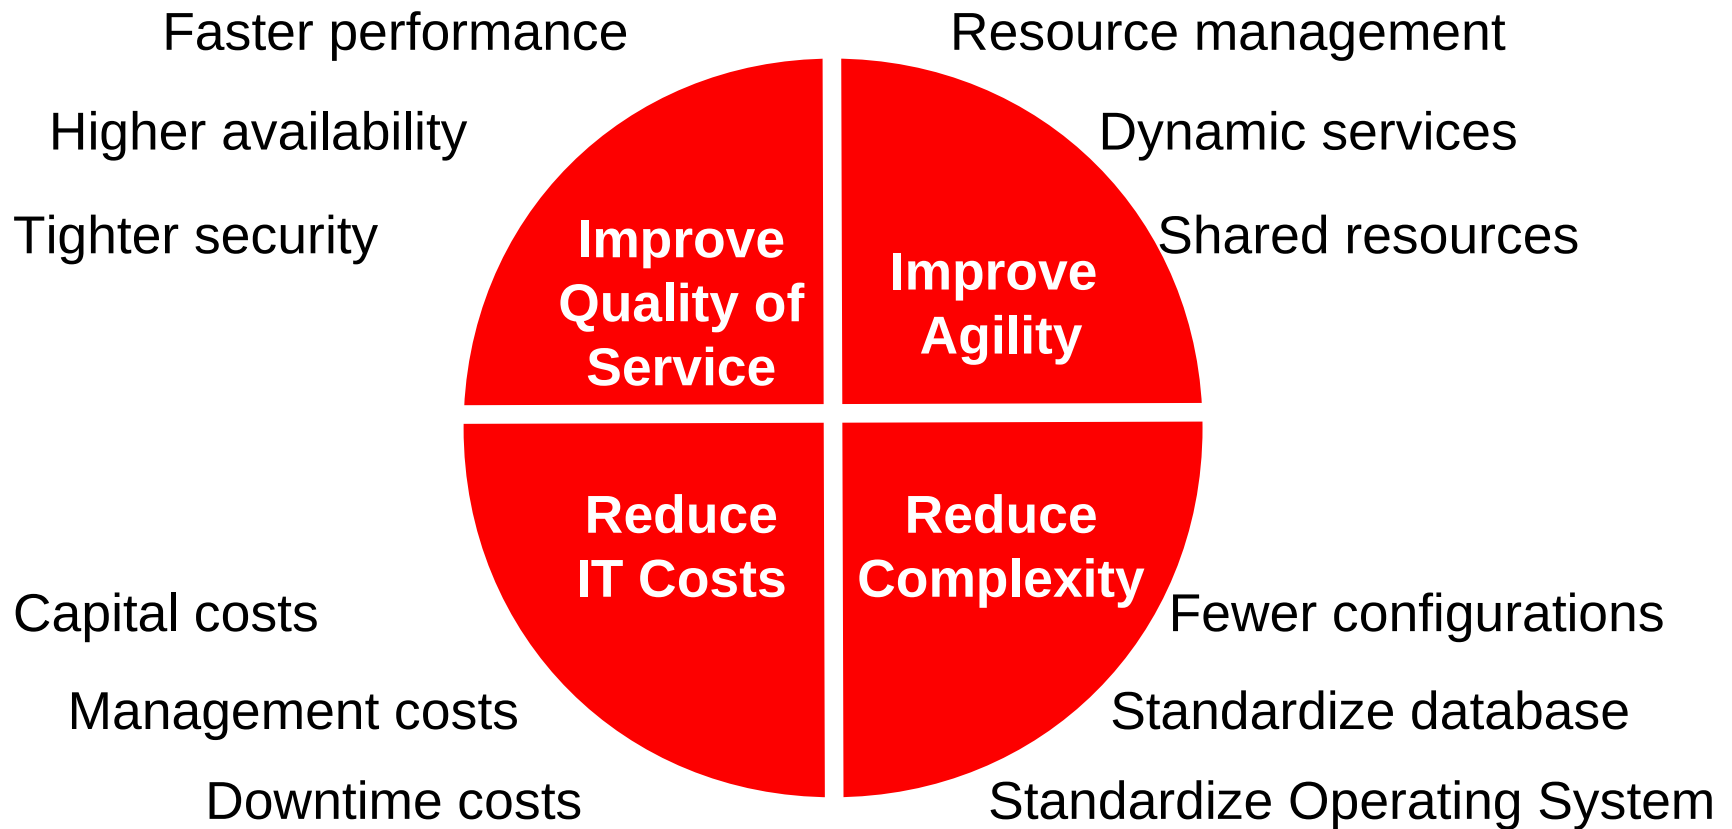 Faster performance
Higher availability
Tighter security
Improve
Quality of
Service
Resource management
Dynamic services
Shared resources
Improve
Agility
Reduce
IT Costs
Capital costs
Management costs
Downtime costs
Reduce
Complexity
Fewer configurations
Standardize database
Standardize Operating System